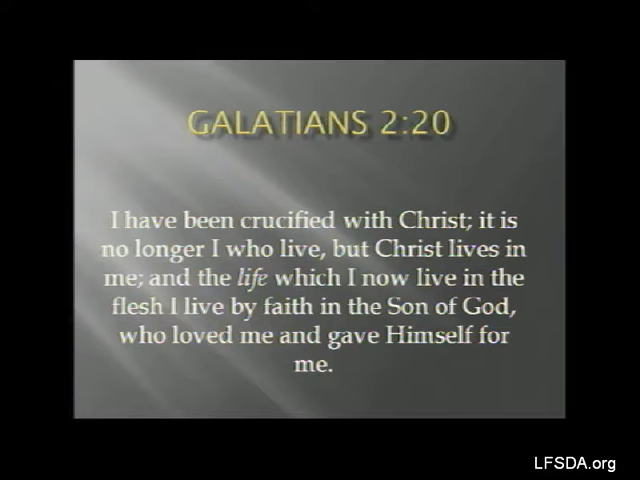 GALATIANS 2:20
I have been crucified with Christ; it is
no longer I who live, but Christ lives in
me; and the life which I now live in the
flesh I live by faith in the Son of God,
who loved me and gave Himself for
me.
LFSDA.org